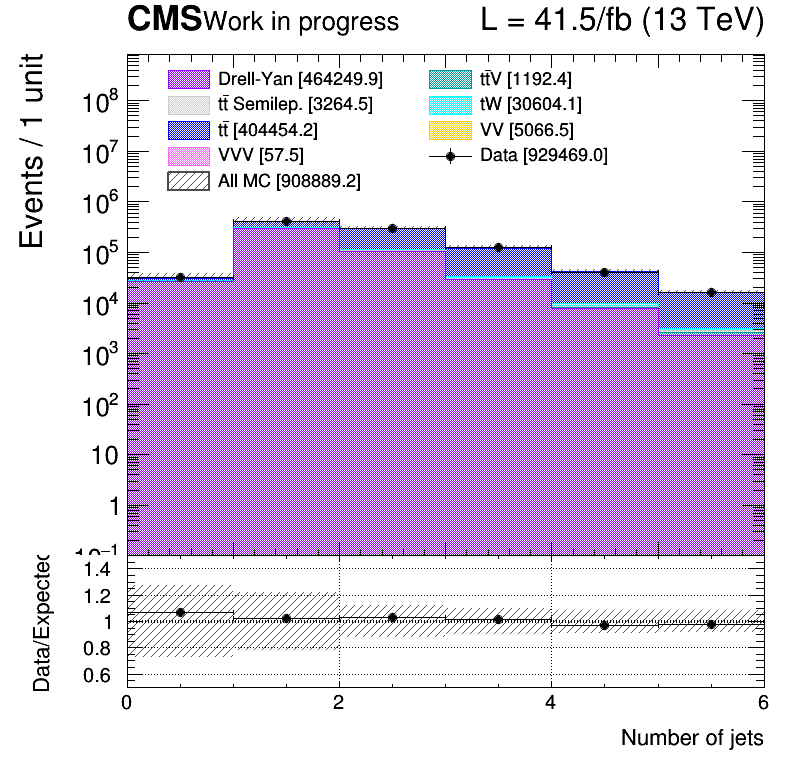 CMS Work in progress L = 41.5/fb (13 TeV)
Events / 1 unit
Drell-Yan [464249.9] tt̄V [1192.4]
tt̄ Semilep. [3264.5] tW [30604.1]
tt̄ [404454.2] VV [5066.5]
VVV [57.5] Data [929469.0]
All MC [908889.2]
10⁸
10⁷
10⁶
10⁵
10⁴
10³
10²
10
1
10⁻¹
Data/Expected
1.4
1.2
1
0.8
0.6
0 2 4 6
Number of jets